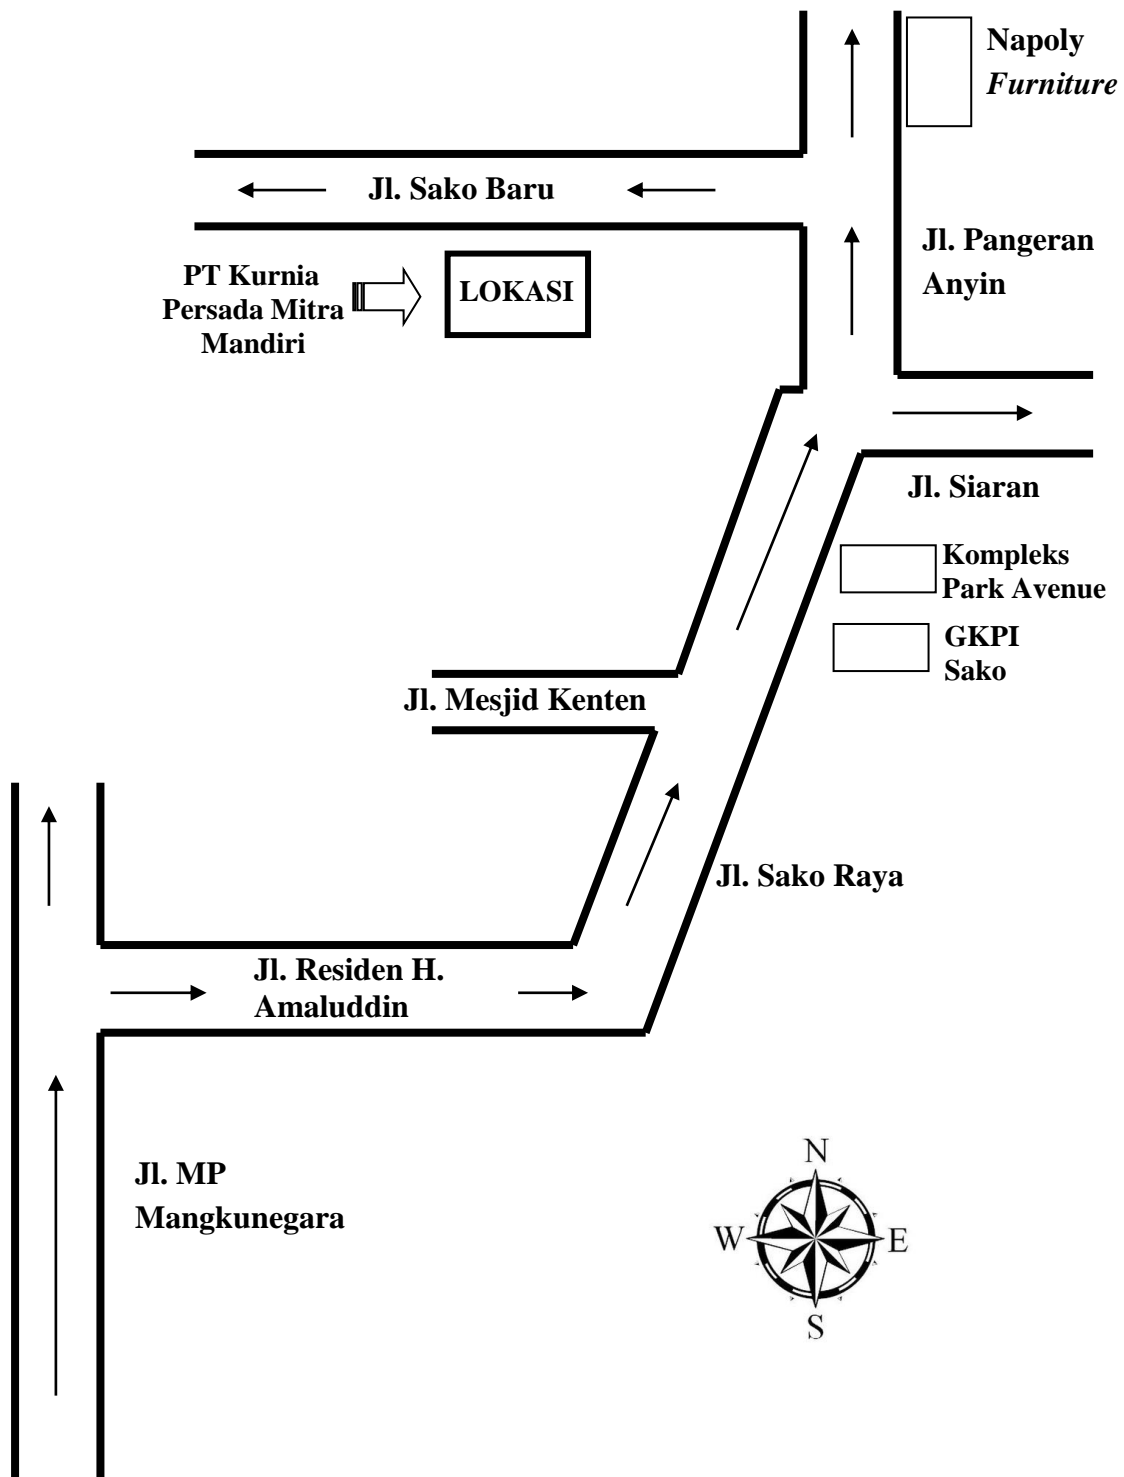 Napoly
Furniture
Jl. Sako Baru
Jl. Pangeran
Anyin
PT Kurnia
Persada Mitra
Mandiri
LOKASI
Jl. Siaran
Kompleks
Park Avenue
GKPI
Sako
Jl. Mesjid Kenten
Jl. Sako Raya
Jl. Residen H.
Amaluddin
Jl. MP
Mangkunegara
N
W
E
S